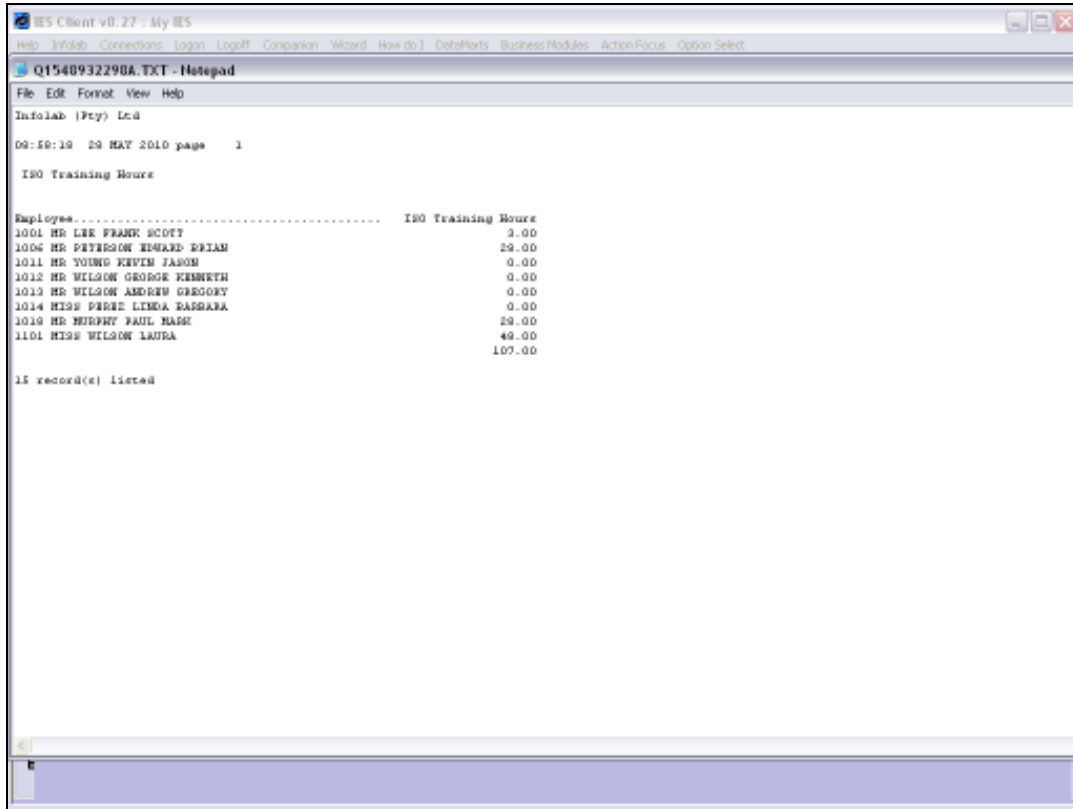 IES Client v8.27 : My IES
Help Infolab Connections Logon Logoff Companion Wizard How do I DataMarts Business Modules Action Focus Option Select
Q1548932298A.TXT - Notepad
File Edit Format View Help
Infolab (Pty) Ltd
08:58:18 28 MAY 2010 page 1
ISO Training Hours
Employee.......................................... ISO Training Hours
1001 MR LEE FRANK SCOTT 3.00
1006 MR PETERSON EDWARD BRIAN 28.00
1011 MR YOUNG KEVIN JASON 0.00
1012 MR WILSON GEORGE KENNETH 0.00
1013 MR WILSON ANDREW GREGORY 0.00
1014 MISS PEREZ LINDA BARBARA 0.00
1018 MR MURPHY PAUL MARK 28.00
1101 MISS WILSON LAURA 48.00
107.00
15 record(s) listed